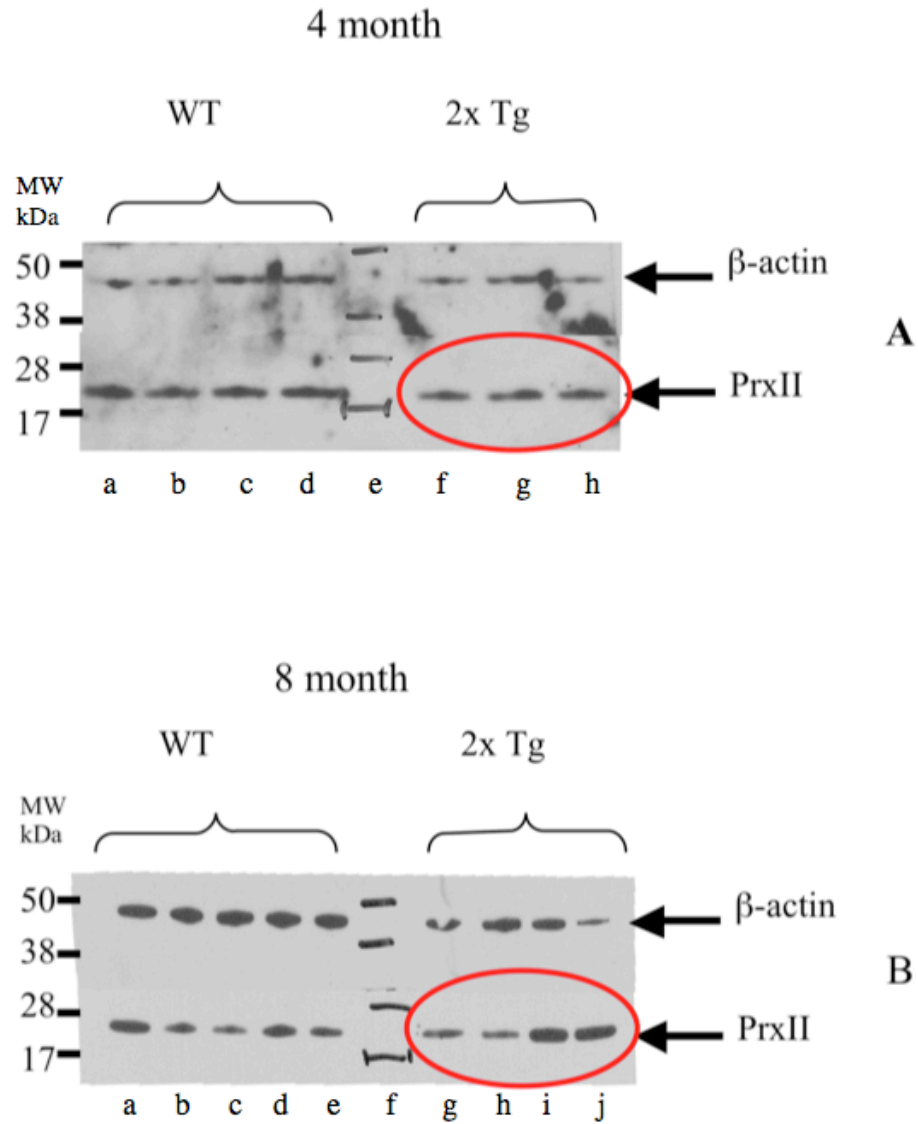 4 month
WT 2x Tg
MW
kDa
50
β-actin
38
A
28
PrxII
17
a b c d e f g h
8 month
WT 2x Tg
MW
kDa
50
β-actin
38
B
28
PrxII
17
a b c d e f g h i j